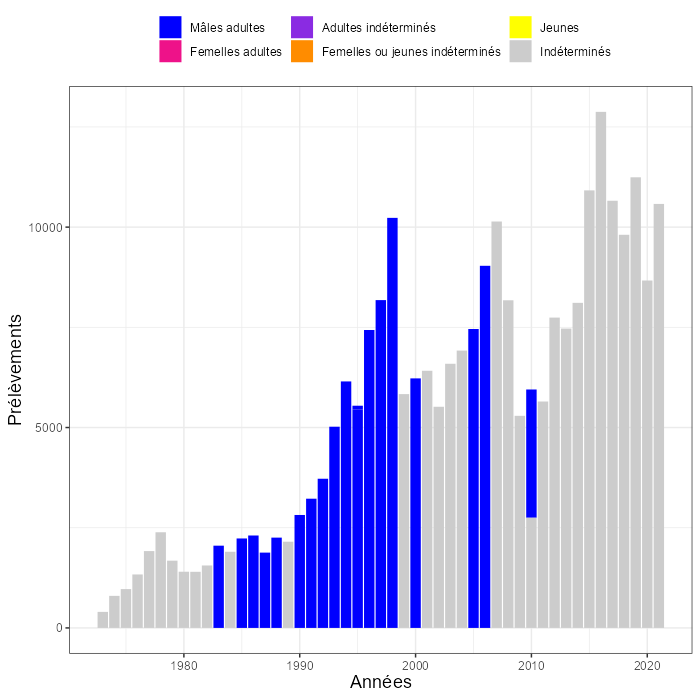 Mâles adultes Adultes indéterminés Jeunes
Femelles adultes Femelles ou jeunes indéterminés Indéterminés
10000
5000
0
Prélèvements
1980 1990 2000 2010 2020
Années